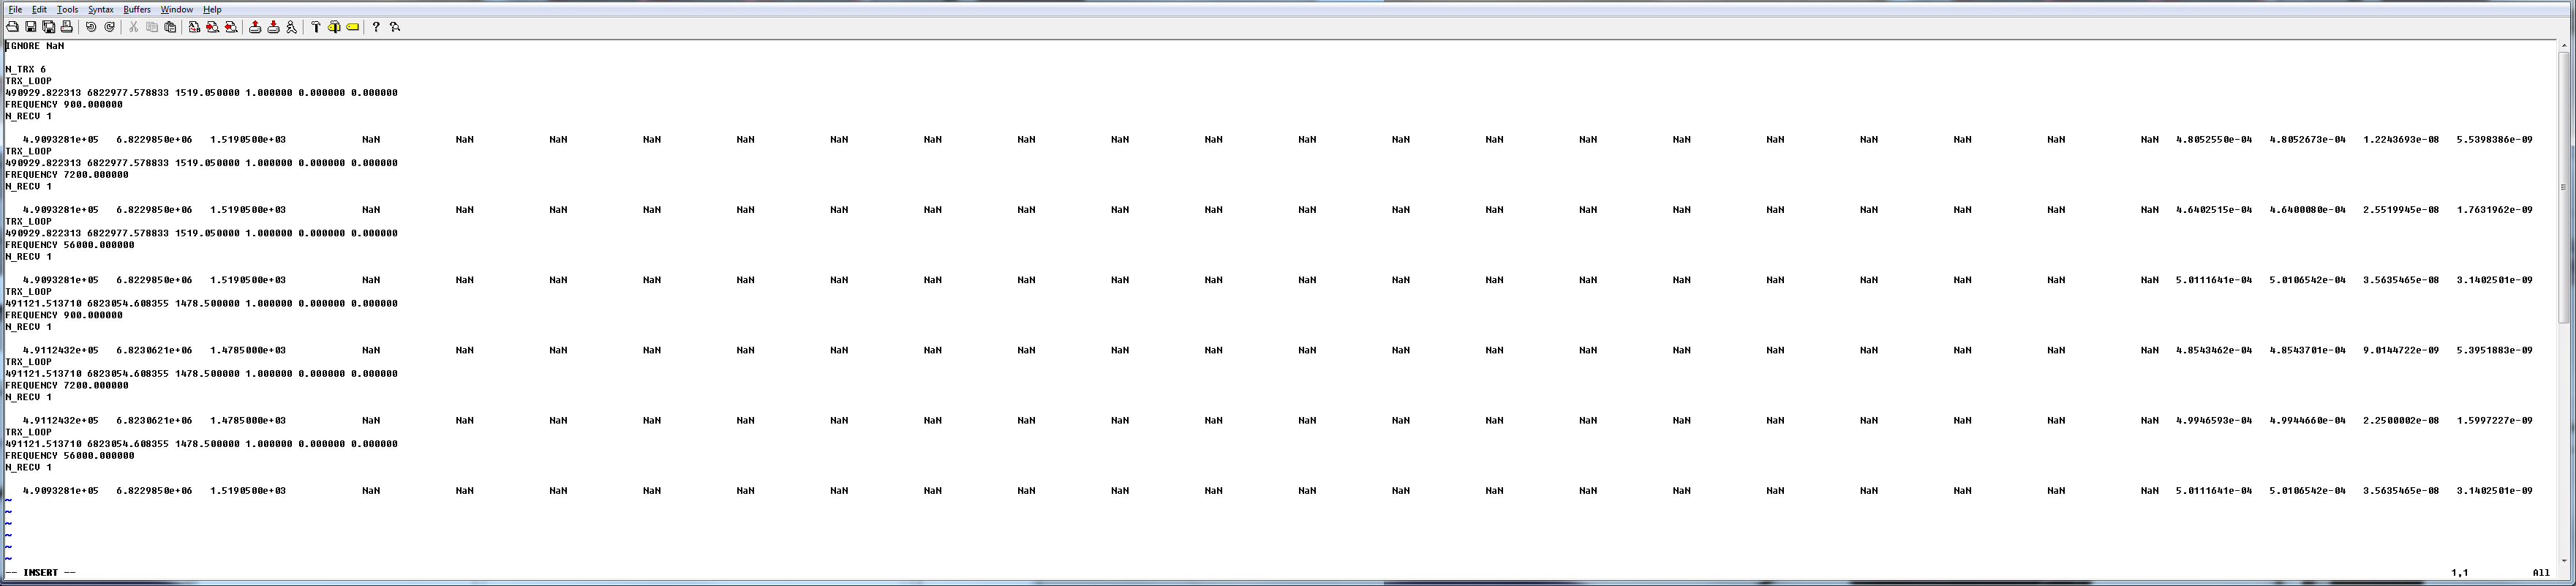 File Edit Tools Syntax Buffers Window Help
IGNORE NaN
N_TRX 6
TRX_LOOP
490929.822313 6822977.578833 1519.050000 1.000000 0.000000 0.000000
FREQUENCY 900.000000
N_RECV 1
4.9093281e+05 6.8229850e+06 1.5190500e+03 NaN NaN NaN NaN NaN NaN NaN NaN NaN NaN NaN NaN NaN NaN NaN NaN NaN NaN NaN NaN 4.8052550e-04 4.8052673e-04 1.2243693e-08 5.5398386e-09
TRX_LOOP
490929.822313 6822977.578833 1519.050000 1.000000 0.000000 0.000000
FREQUENCY 7200.000000
N_RECV 1
4.9093281e+05 6.8229850e+06 1.5190500e+03 NaN NaN NaN NaN NaN NaN NaN NaN NaN NaN NaN NaN NaN NaN NaN NaN NaN NaN NaN NaN 4.6402515e-04 4.6400080e-04 2.5519945e-08 1.7631962e-09
TRX_LOOP
490929.822313 6822977.578833 1519.050000 1.000000 0.000000 0.000000
FREQUENCY 56000.000000
N_RECV 1
4.9093281e+05 6.8229850e+06 1.5190500e+03 NaN NaN NaN NaN NaN NaN NaN NaN NaN NaN NaN NaN NaN NaN NaN NaN NaN NaN NaN NaN 5.0111641e-04 5.0106542e-04 3.5635465e-08 3.1402501e-09
TRX_LOOP
491121.513710 6823054.608355 1478.500000 1.000000 0.000000 0.000000
FREQUENCY 900.000000
N_RECV 1
4.9112432e+05 6.8230621e+06 1.4785000e+03 NaN NaN NaN NaN NaN NaN NaN NaN NaN NaN NaN NaN NaN NaN NaN NaN NaN NaN NaN NaN 4.8543462e-04 4.8543701e-04 9.0144722e-09 5.3951883e-09
TRX_LOOP
491121.513710 6823054.608355 1478.500000 1.000000 0.000000 0.000000
FREQUENCY 7200.000000
N_RECV 1
4.9112432e+05 6.8230621e+06 1.4785000e+03 NaN NaN NaN NaN NaN NaN NaN NaN NaN NaN NaN NaN NaN NaN NaN NaN NaN NaN NaN NaN 4.9946593e-04 4.9944660e-04 2.2500002e-08 1.5997227e-09
TRX_LOOP
491121.513710 6823054.608355 1478.500000 1.000000 0.000000 0.000000
FREQUENCY 56000.000000
N_RECV 1
4.9093281e+05 6.8229850e+06 1.5190500e+03 NaN NaN NaN NaN NaN NaN NaN NaN NaN NaN NaN NaN NaN NaN NaN NaN NaN NaN NaN NaN 5.0111641e-04 5.0106542e-04 3.5635465e-08 3.1402501e-09
~
~
~
~
~
~
-- INSERT -- 1,1 All